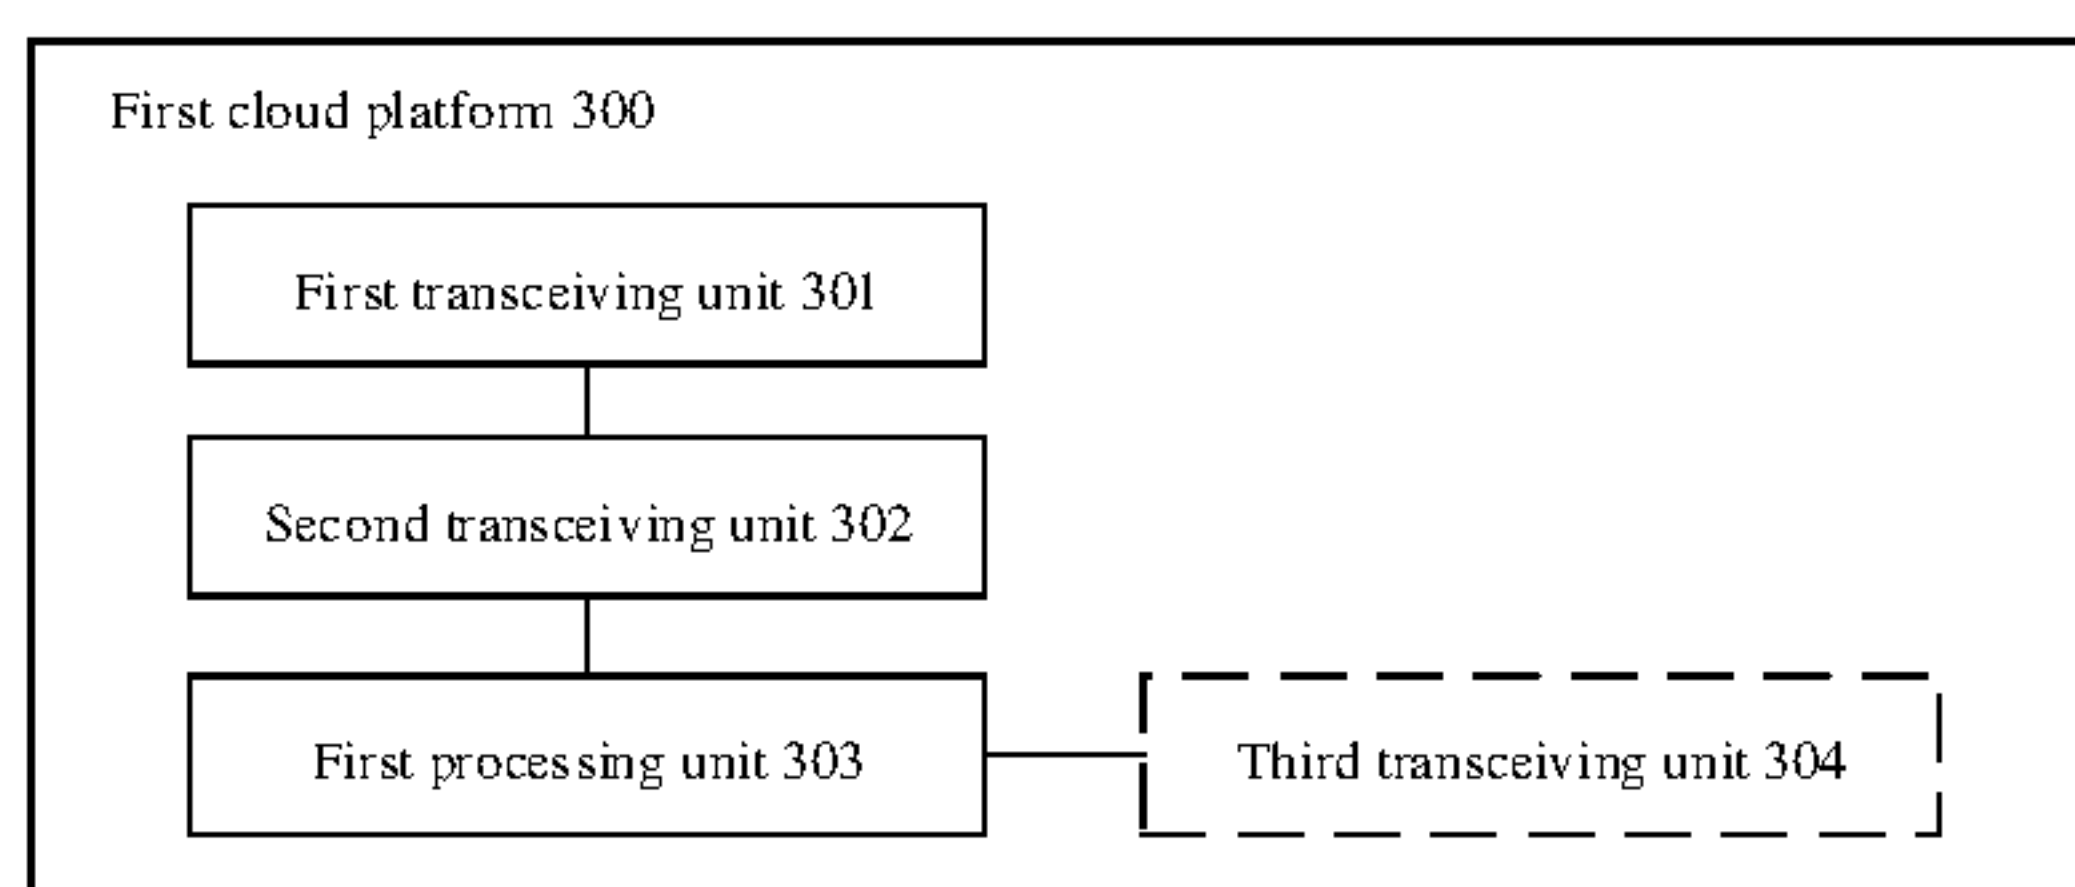 First cloud platform 300
First transceiving unit 301
Second transceiving unit 302
First processing unit 303
Third transceiving unit 304